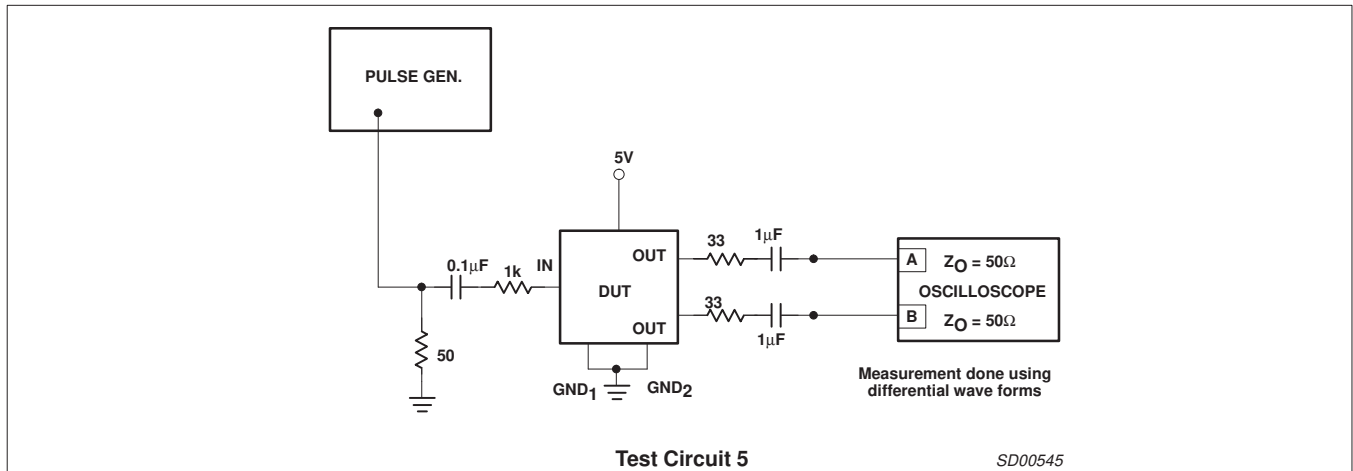 PULSE GEN.
5V
0.1μF
1k
IN
OUT
DUT
OUT
33
1μF
33
1μF
A
ZO = 50Ω
OSCILLOSCOPE
B
ZO = 50Ω
50
GND1
GND2
Measurement done using
differential wave forms
Test Circuit 5
SD00545